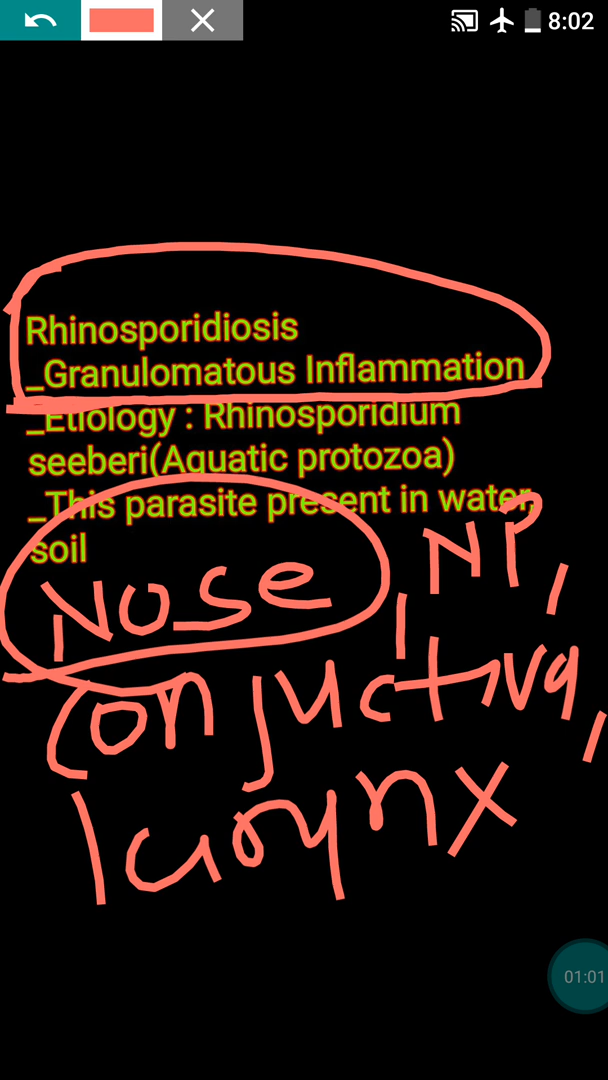 8:02
Rhinosporidiosis
_Granulomatous Inflammation
_Etiology : Rhinosporidium
seeberi(Aquatic protozoa)
_This parasite present in water,
soil
Nose, NP,
conjuctiva,
larynx
01:01